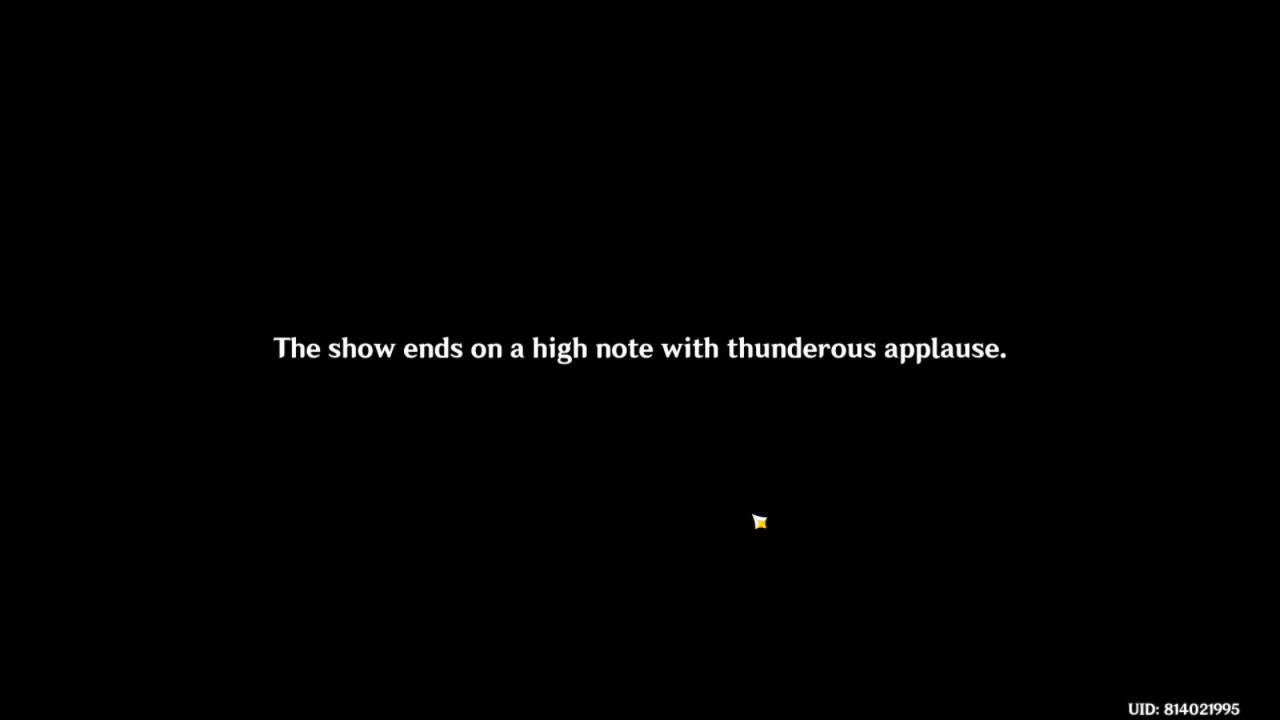 The show ends on a high note with thunderous applause.
UID: 814021995